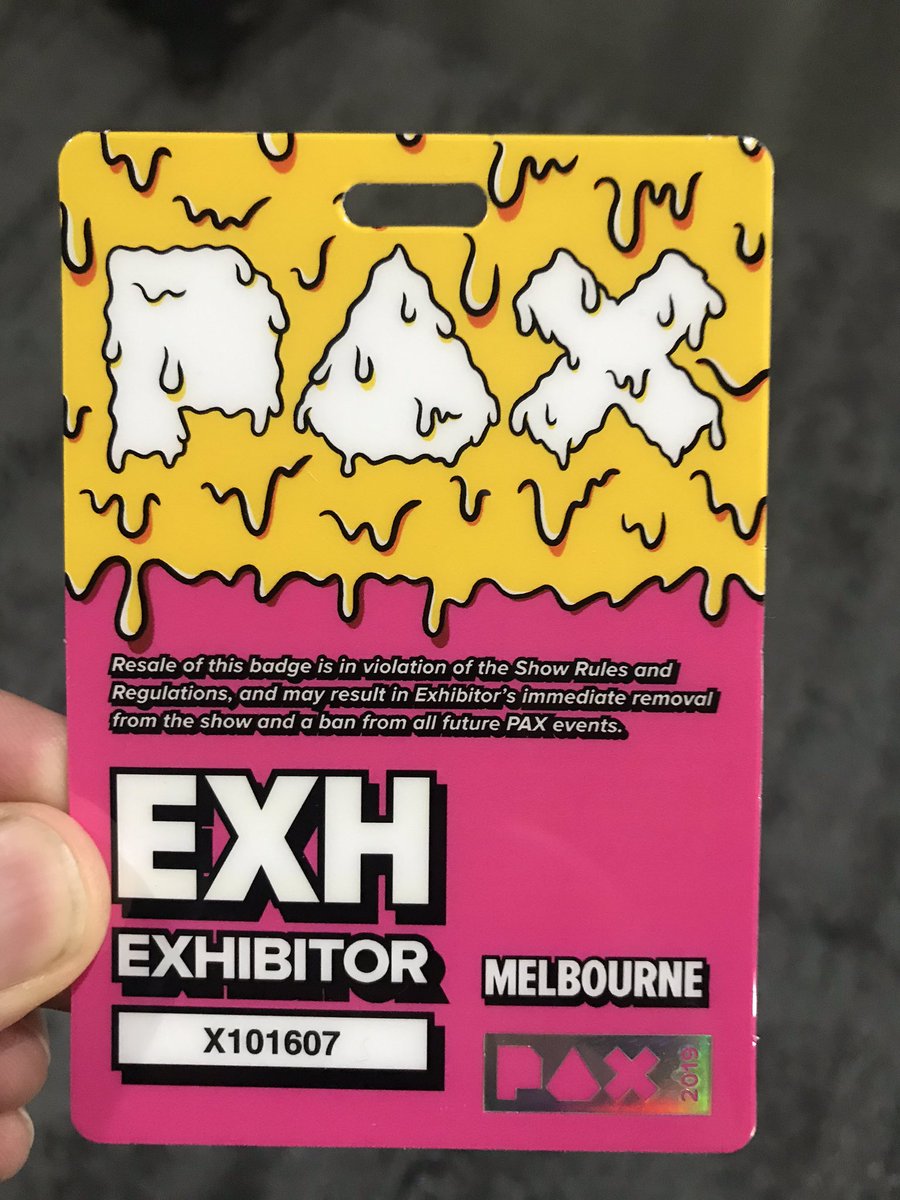 PAX
Resale of this badge is in violation of the Show Rules and
Regulations, and may result in Exhibitor's immediate removal
from the show and a ban from all future PAX events.
EXH
EXHIBITOR
X101607
MELBOURNE
PAX 2019